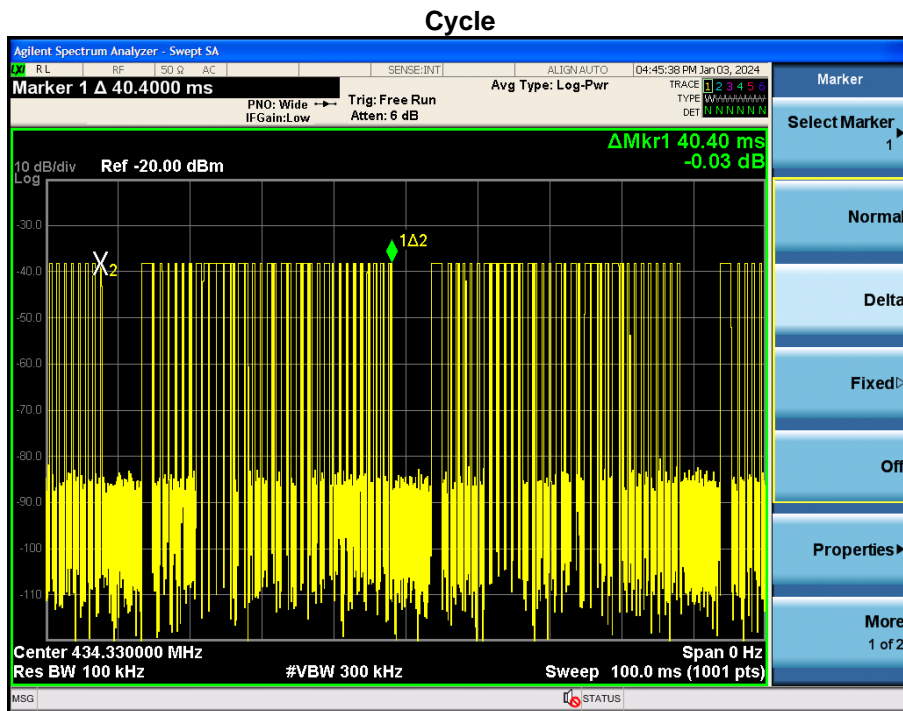 Cycle
Agilent Spectrum Analyzer - Swept SA
LXI RL RF 50 Ω AC SENSE:INT ALIGNAUTO 04:45:38 PM Jan 03, 2024
Marker 1 Δ 40.4000 ms
PNO: Wide
IFGain:Low
Trig: Free Run
Atten: 6 dB
Avg Type: Log-Pwr
TRACE 1 2 3 4 5 6
TYPE
DET N N N N N N
ΔMkr1 40.40 ms
-0.03 dB
10 dB/div Ref -20.00 dBm
Log
-30.0
-40.0
-50.0
-60.0
-70.0
-80.0
-90.0
-100
-110
X2
1Δ2
Center 434.330000 MHz Span 0 Hz
Res BW 100 kHz #VBW 300 kHz Sweep 100.0 ms (1001 pts)
MSG STATUS
Marker
Select Marker
1
Normal
Delta
Fixed
Off
Properties
More
1 of 2